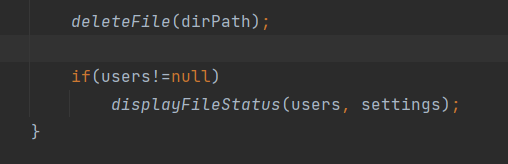 deleteFile(dirPath);
if(users!=null)
displayFileStatus(users, settings);
}